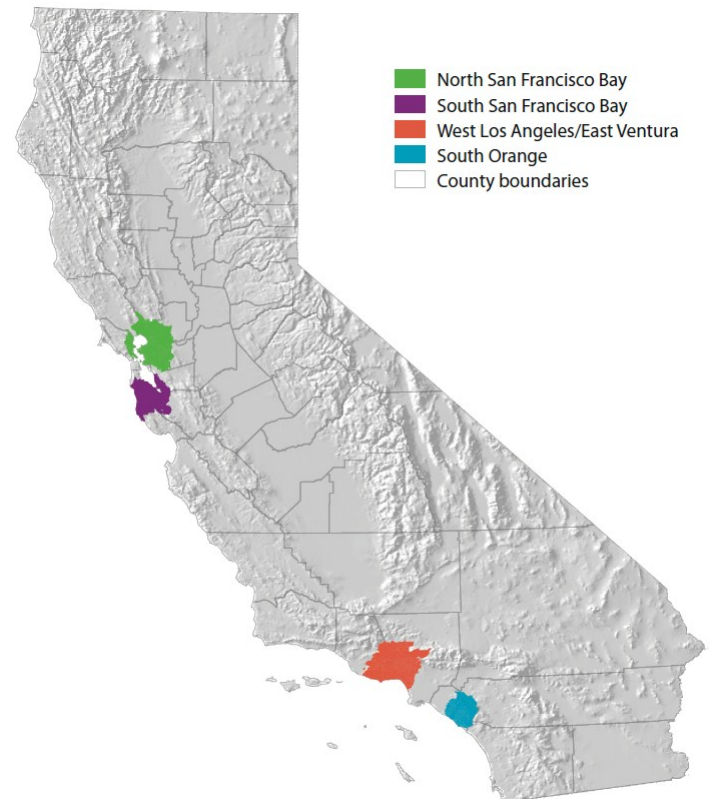 North San Francisco Bay
South San Francisco Bay
West Los Angeles/East Ventura
South Orange
County boundaries